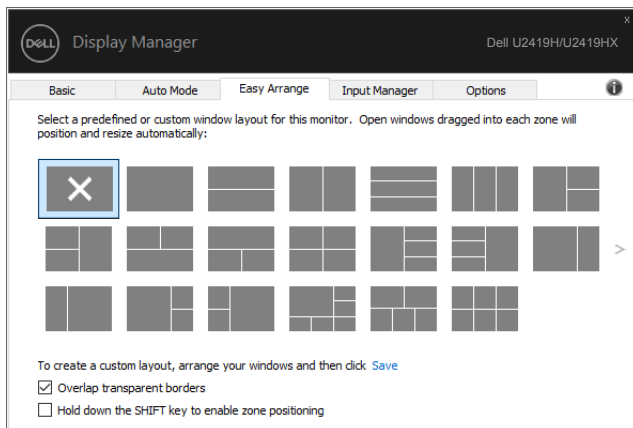 DELL Display Manager Dell U2419H/U2419HX x
Basic Auto Mode Easy Arrange Input Manager Options i
Select a predefined or custom window layout for this monitor. Open windows dragged into each zone will
position and resize automatically:
>
To create a custom layout, arrange your windows and then click Save
Overlap transparent borders
Hold down the SHIFT key to enable zone positioning